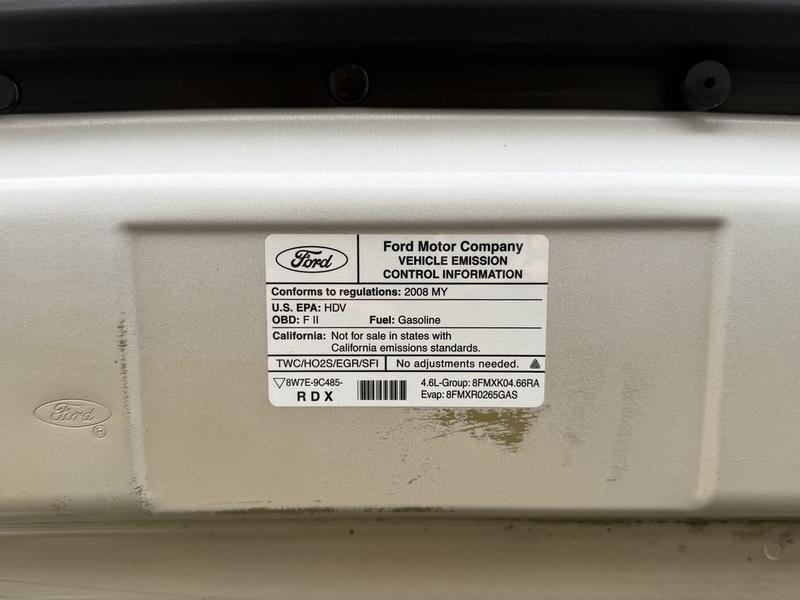 Ford
Ford Motor Company
VEHICLE EMISSION
CONTROL INFORMATION
Conforms to regulations: 2008 MY
U.S. EPA: HDV
OBD: F II Fuel: Gasoline
California: Not for sale in states with
California emissions standards.
TWC/HO2S/EGR/SFI No adjustments needed.
8W7E-9C485-
R D X
4.6L-Group: 8FMXK04.66RA
Evap: 8FMXR0265GAS
Ford
®